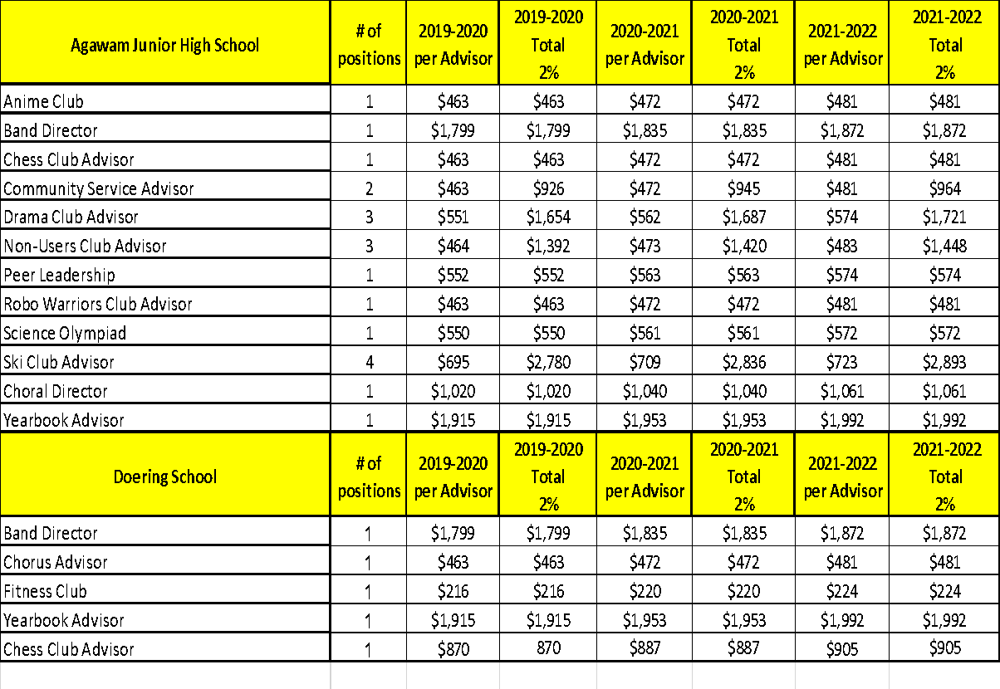 Agawam Junior High School # of positions 2019-2020 per Advisor 2019-2020 Total 2% 2020-2021 per Advisor 2020-2021 Total 2% 2021-2022 per Advisor 2021-2022 Total 2%
Anime Club 1 $463 $463 $472 $472 $481 $481
Band Director 1 $1,799 $1,799 $1,835 $1,835 $1,872 $1,872
Chess Club Advisor 1 $463 $463 $472 $472 $481 $481
Community Service Advisor 2 $463 $926 $472 $945 $481 $964
Drama Club Advisor 3 $551 $1,654 $562 $1,687 $574 $1,721
Non-Users Club Advisor 3 $464 $1,392 $473 $1,420 $483 $1,448
Peer Leadership 1 $552 $552 $563 $563 $574 $574
Robo Warriors Club Advisor 1 $463 $463 $472 $472 $481 $481
Science Olympiad 1 $550 $550 $561 $561 $572 $572
Ski Club Advisor 4 $695 $2,780 $709 $2,836 $723 $2,893
Choral Director 1 $1,020 $1,020 $1,040 $1,040 $1,061 $1,061
Yearbook Advisor 1 $1,915 $1,915 $1,953 $1,953 $1,992 $1,992
Doering School # of positions 2019-2020 per Advisor 2019-2020 Total 2% 2020-2021 per Advisor 2020-2021 Total 2% 2021-2022 per Advisor 2021-2022 Total 2%
Band Director 1 $1,799 $1,799 $1,835 $1,835 $1,872 $1,872
Chorus Advisor 1 $463 $463 $472 $472 $481 $481
Fitness Club 1 $216 $216 $220 $220 $224 $224
Yearbook Advisor 1 $1,915 $1,915 $1,953 $1,953 $1,992 $1,992
Chess Club Advisor 1 $870 870 $887 $887 $905 $905